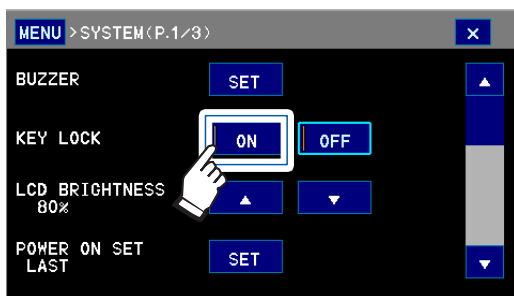 MENU >SYSTEM(P.1/3) ×
BUZZER SET ▲
KEY LOCK ON OFF
LCD BRIGHTNESS
80% ▲ ▼
POWER ON SET
LAST SET ▼